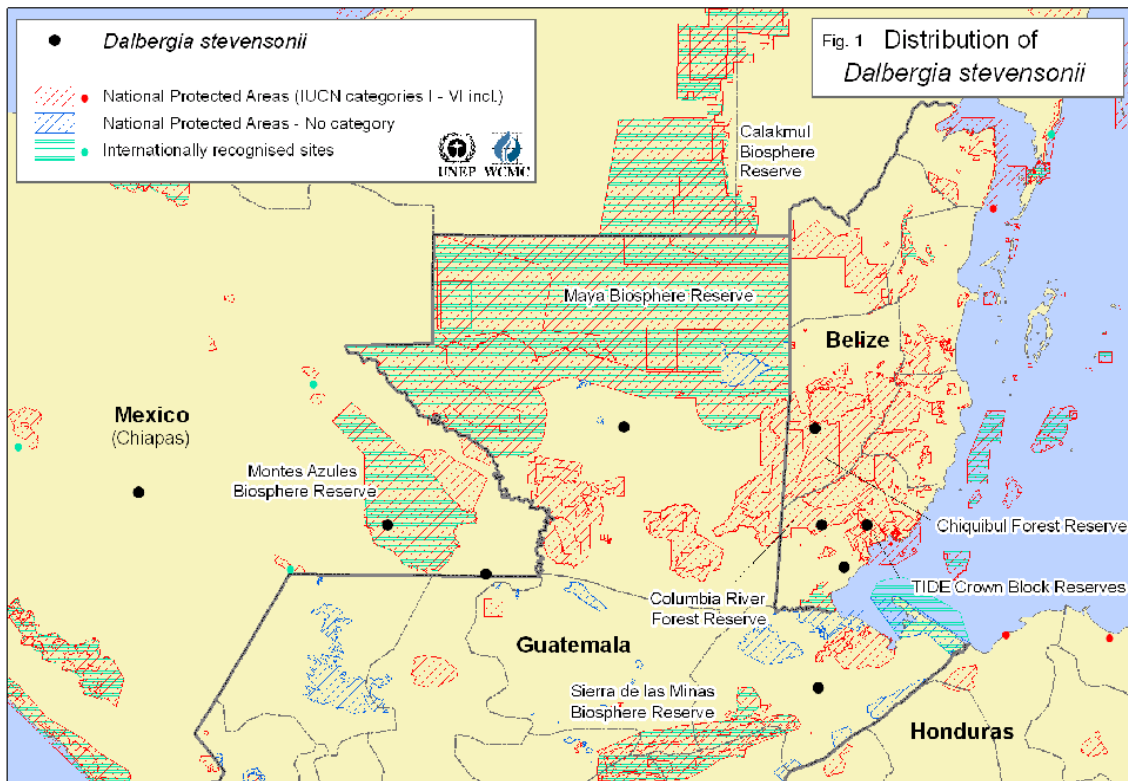 Dalbergia stevensonii
National Protected Areas (IUCN categories I - VI incl.)
National Protected Areas - No category
Internationally recognised sites
UNEP WCMC
Fig. 1 Distribution of
Dalbergia stevensonii
Calakmul
Biosphere
Reserve
Maya Biosphere Reserve
Belize
Mexico
(Chiapas)
Montes Azules
Biosphere Reserve
Chiquibul Forest Reserve
TIDE Crown Block Reserves
Columbia River
Forest Reserve
Guatemala
Sierra de las Minas
Biosphere Reserve
Honduras